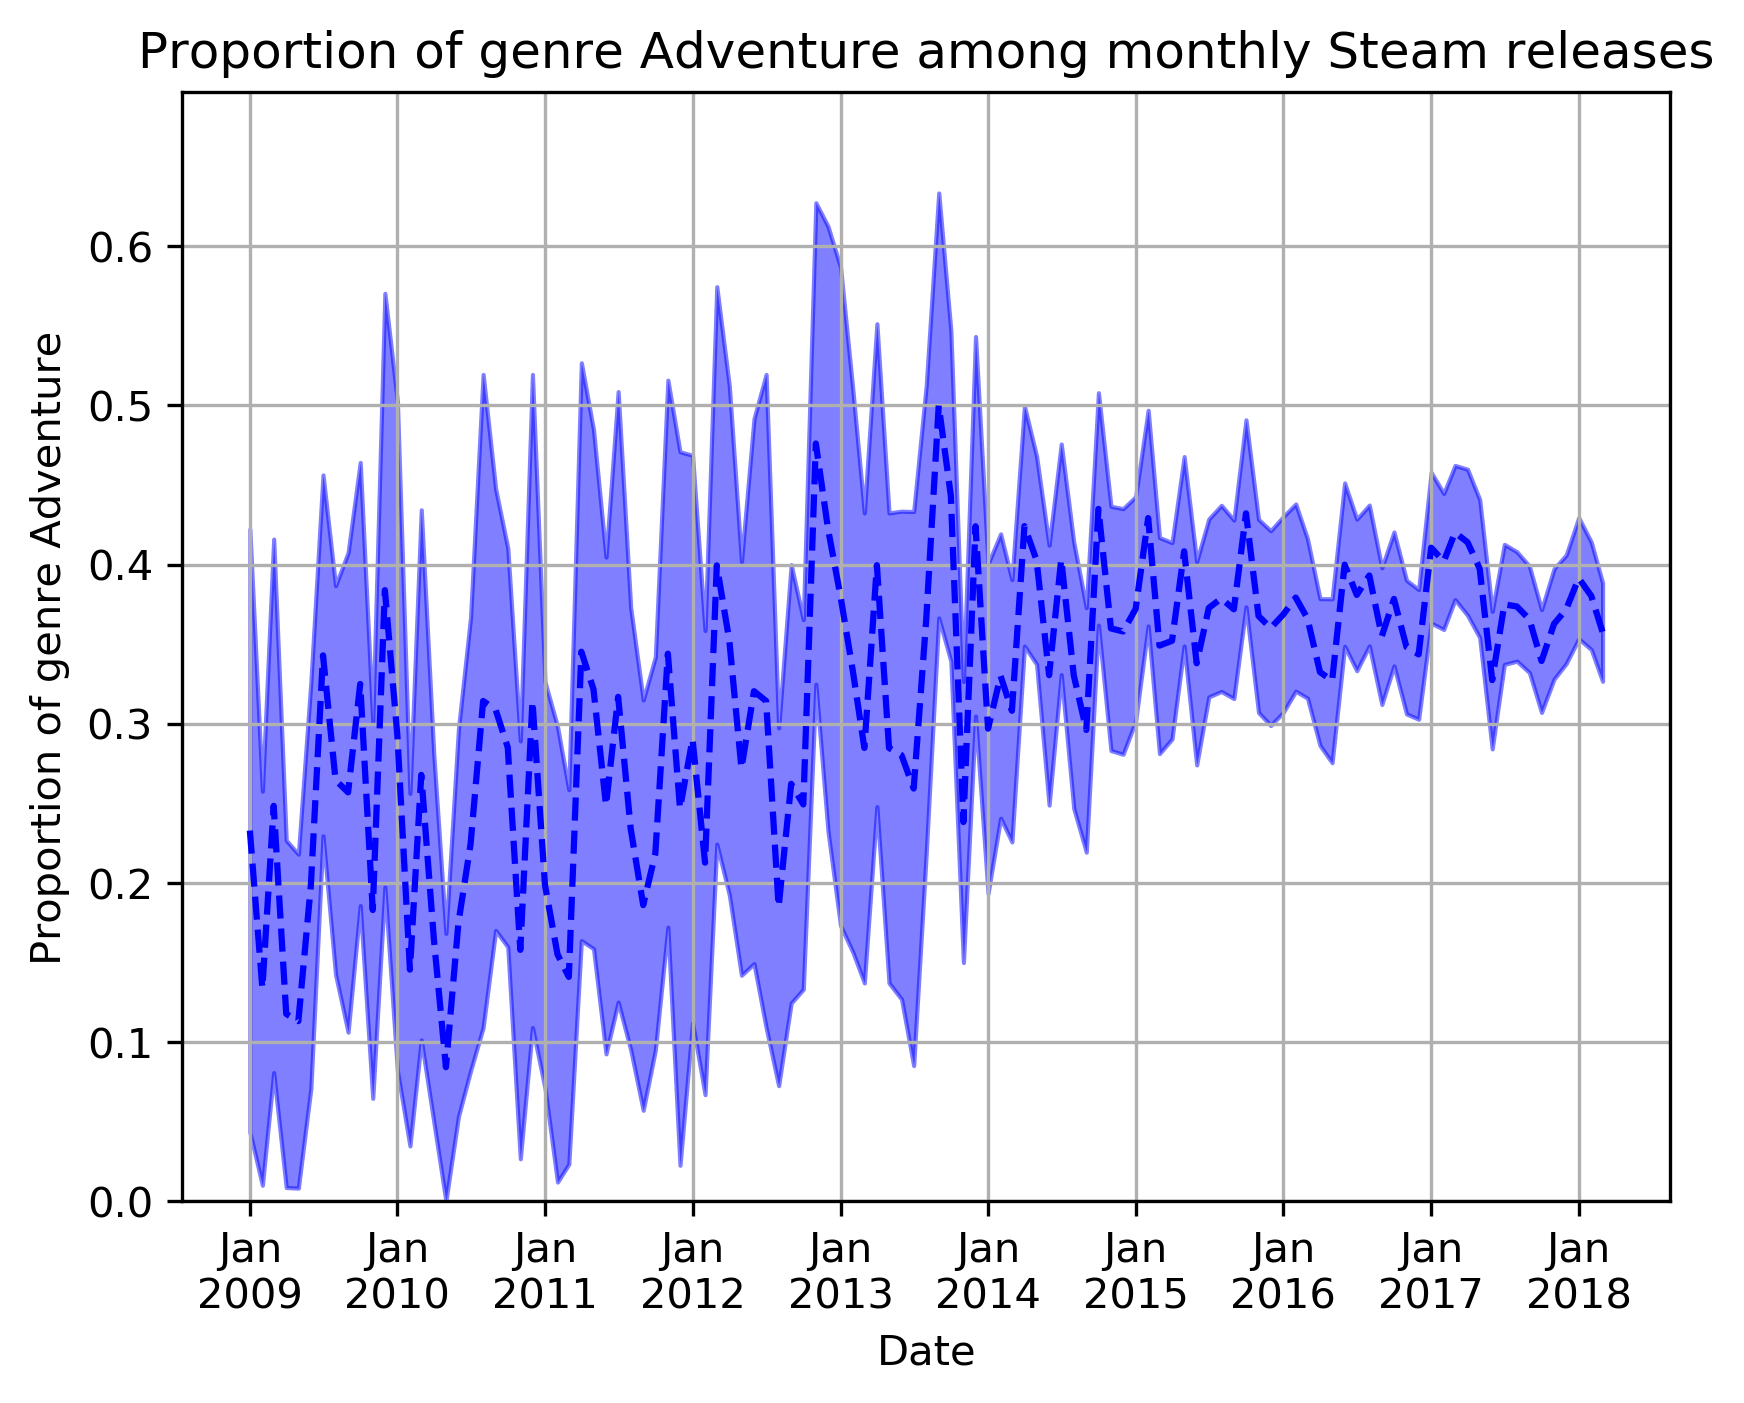 Proportion of genre Adventure among monthly Steam releases
Proportion of genre Adventure
0.6
0.5
0.4
0.3
0.2
0.1
0.0
Jan Jan Jan Jan Jan Jan Jan Jan Jan Jan
2009 2010 2011 2012 2013 2014 2015 2016 2017 2018
Date